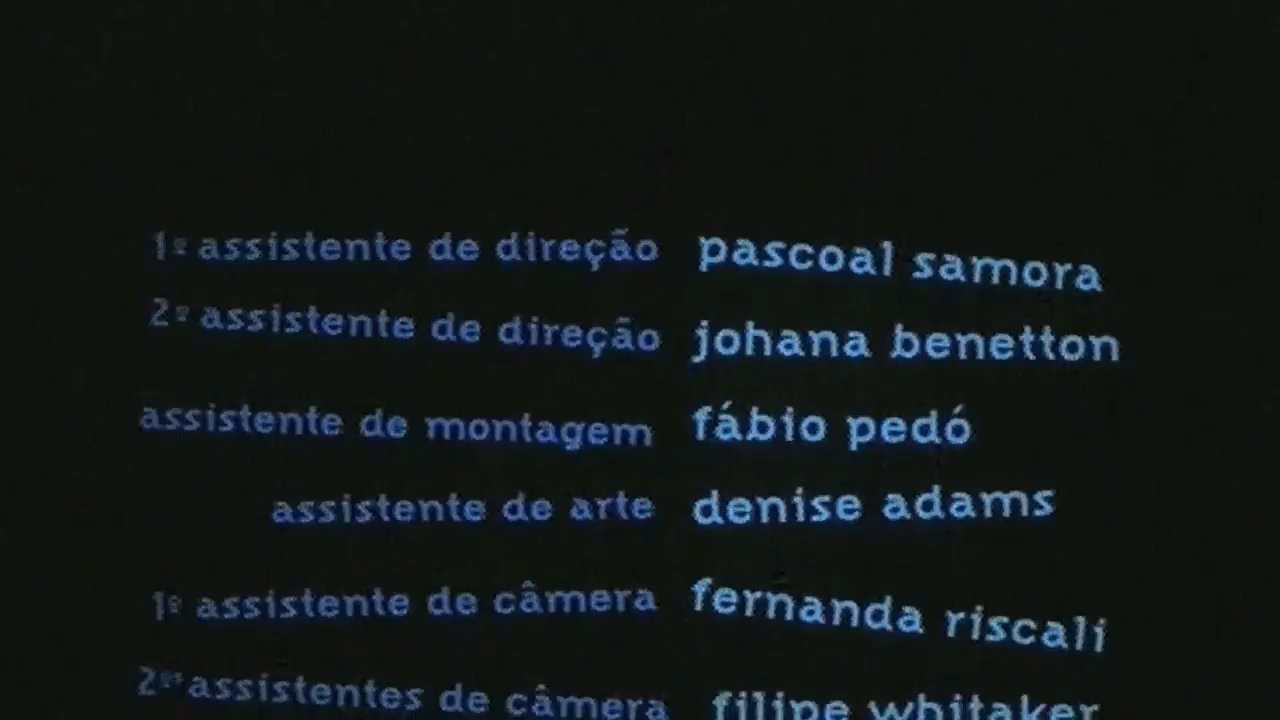 1º assistente de direção pascoal samora
2º assistente de direção johana benetton
assistente de montagem fábio pedó
assistente de arte denise adams
1º assistente de câmera fernanda riscali
2ºs assistentes de câmera filipe whitaker